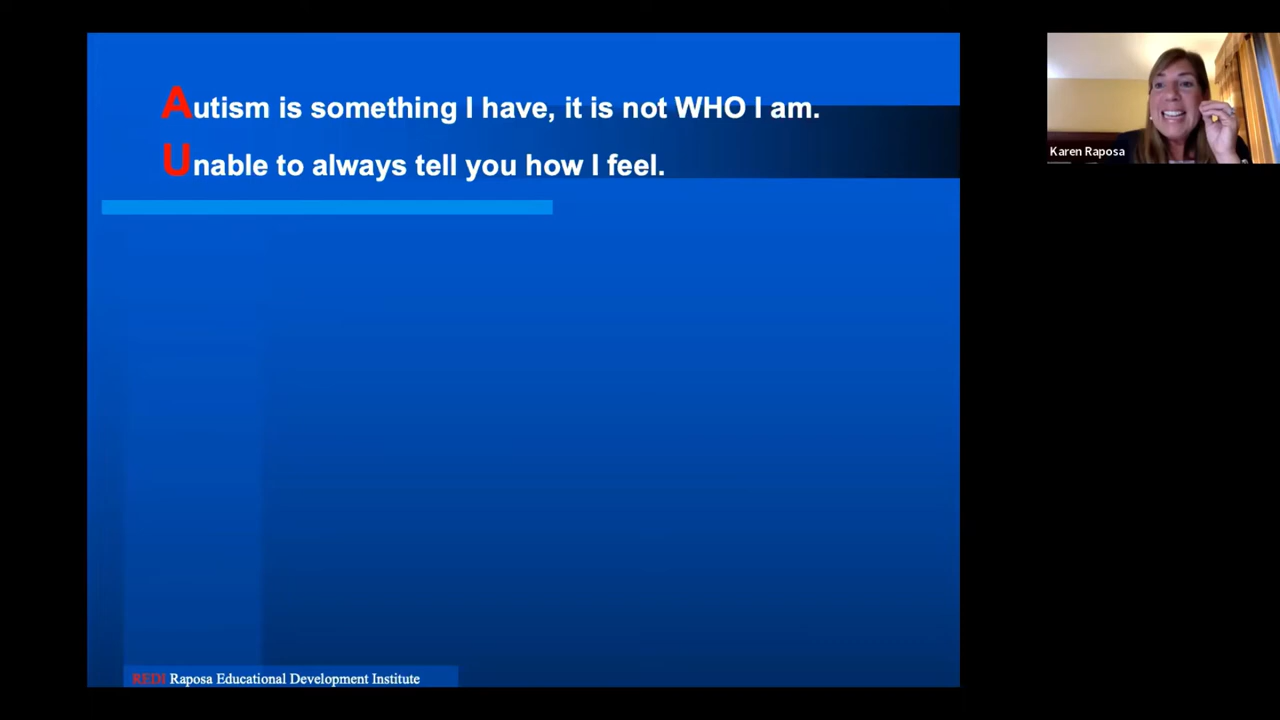 Autism is something I have, it is not WHO I am.
Unable to always tell you how I feel.
Karen Raposa
REDI Raposa Educational Development Institute